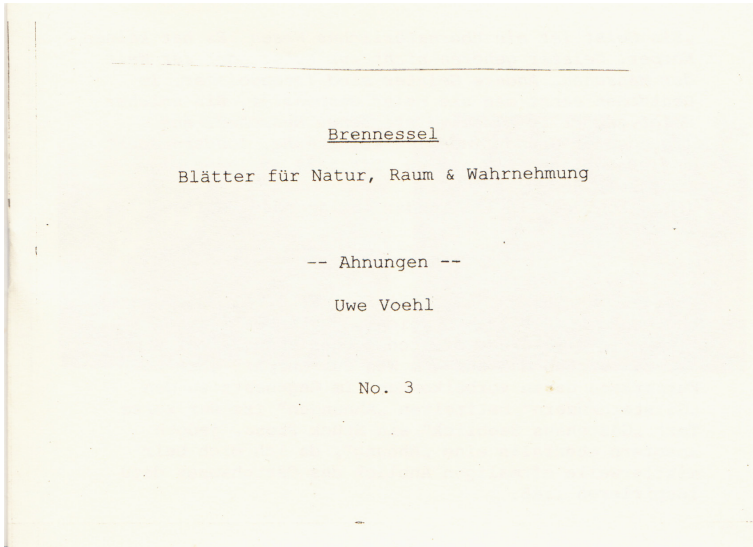 Brennessel
Blätter für Natur, Raum & Wahrnehmung
-- Ahnungen --
Uwe Voehl
No. 3